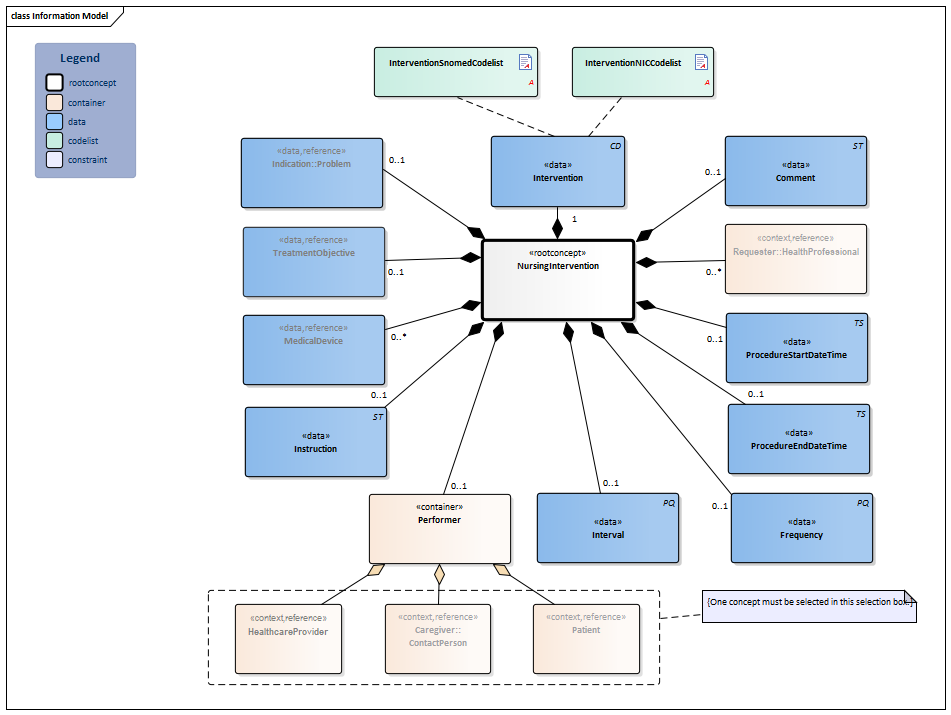 class Information Model
Legend
rootconcept
container
data
codelist
constraint
InterventionSnomedCodelist
A
InterventionNICCodelist
A
«data,reference»
Indication::Problem
0..1
CD
«data»
Intervention
1
ST
«data»
Comment
0..1
«data,reference»
TreatmentObjective
0..1
«rootconcept»
NursingIntervention
«context,reference»
Requester::HealthProfessional
0..*
«data,reference»
MedicalDevice
0..*
TS
«data»
ProcedureStartDateTime
0..1
0..1
ST
«data»
Instruction
0..1
TS
«data»
ProcedureEndDateTime
0..1
«container»
Performer
0..1
PQ
«data»
Interval
0..1
PQ
«data»
Frequency
«context,reference»
HealthcareProvider
«context,reference»
Caregiver::
ContactPerson
«context,reference»
Patient
{One concept must be selected in this selection box.}